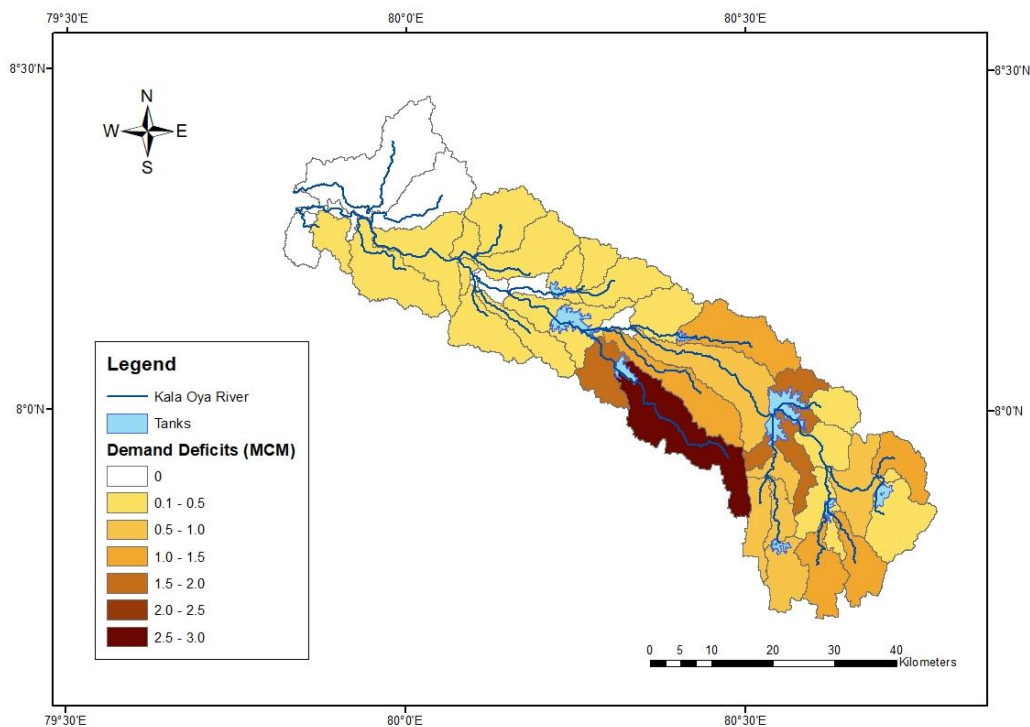 79°30'E 80°0'E 80°30'E
8°30'N 8°30'N
N
W E
S
Legend
Kala Oya River
Tanks
Demand Deficits (MCM)
0
0.1 - 0.5
0.5 - 1.0
1.0 - 1.5
1.5 - 2.0
2.0 - 2.5
2.5 - 3.0
8°0'N 8°0'N
0 5 10 20 30 40
Kilometers
79°30'E 80°0'E 80°30'E